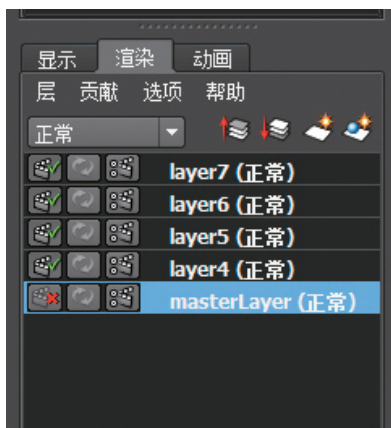 显示 渲染 动画
层 贡献 选项 帮助
正常
layer7 (正常)
layer6 (正常)
layer5 (正常)
layer4 (正常)
masterLayer (正常)